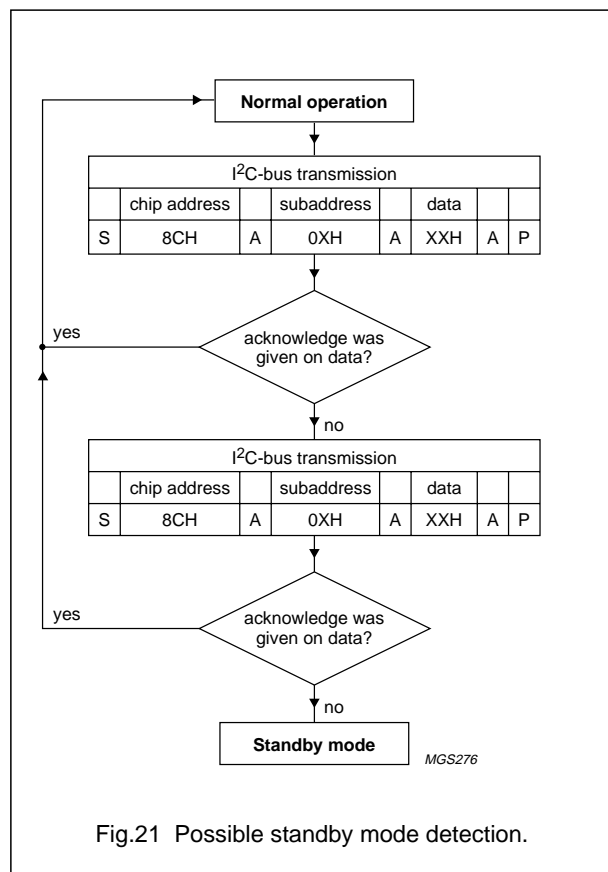 Normal operation
I2C-bus transmission
chip address subaddress data
S 8CH A 0XH A XXH A P
yes
acknowledge was
given on data?
no
I2C-bus transmission
chip address subaddress data
S 8CH A 0XH A XXH A P
yes
acknowledge was
given on data?
no
Standby mode
MGS276
Fig.21 Possible standby mode detection.